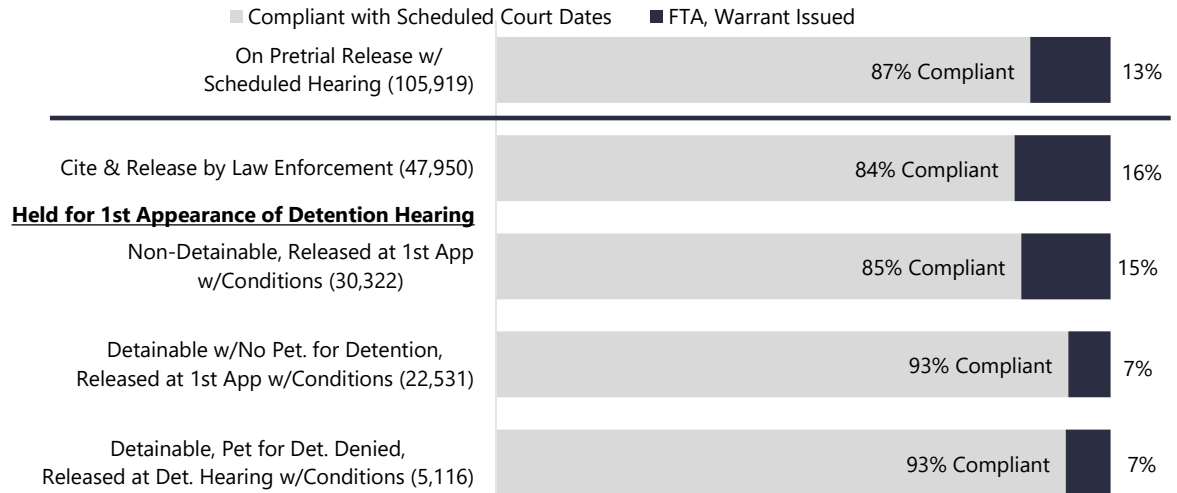 Compliant with Scheduled Court Dates FTA, Warrant Issued
On Pretrial Release w/
Scheduled Hearing (105,919)
87% Compliant
13%
Cite & Release by Law Enforcement (47,950)
84% Compliant
16%
Held for 1st Appearance of Detention Hearing
Non-Detainable, Released at 1st App
w/Conditions (30,322)
85% Compliant
15%
Detainable w/No Pet. for Detention,
Released at 1st App w/Conditions (22,531)
93% Compliant
7%
Detainable, Pet for Det. Denied,
Released at Det. Hearing w/Conditions (5,116)
93% Compliant
7%